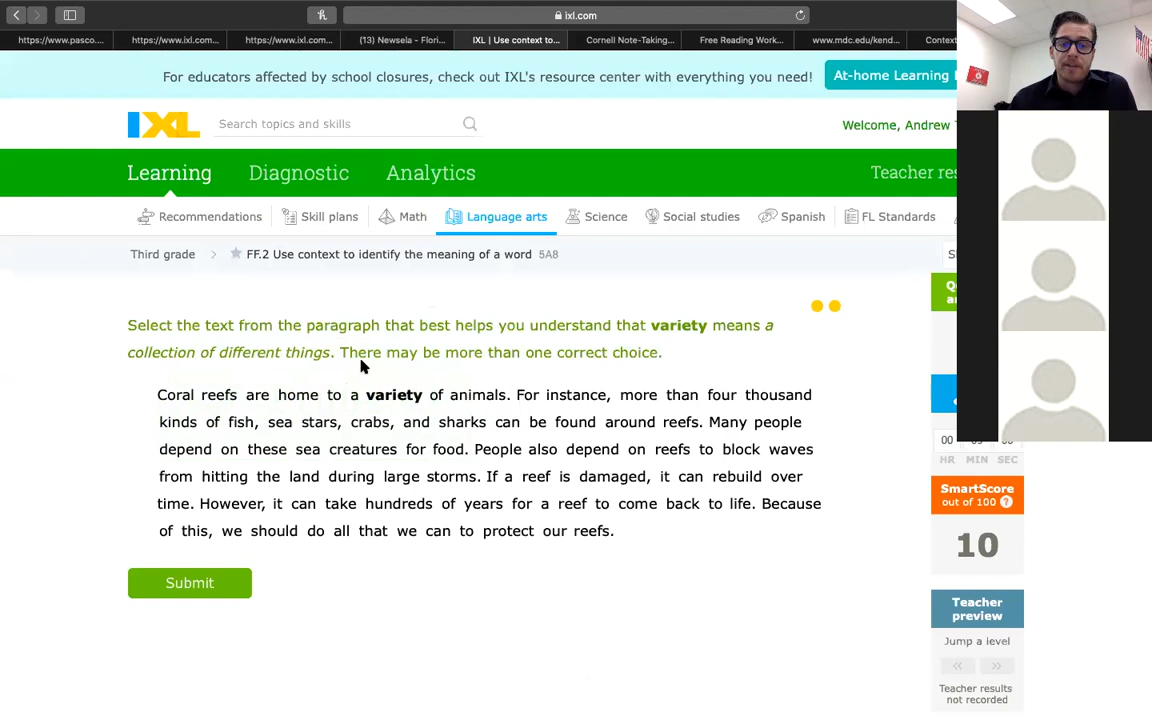 ixl.com
https://www.pasco....
https://www.ixl.com...
https://www.ixl.com...
(13) Newsela - Flori...
IXL | Use context to...
Cornell Note-Taking...
Free Reading Work...
www.mdc.edu/kend...
Context
For educators affected by school closures, check out IXL's resource center with everything you need!
At-home Learning
IXL
Search topics and skills
Welcome, Andrew
Learning
Diagnostic
Analytics
Teacher res
Recommendations
Skill plans
Math
Language arts
Science
Social studies
Spanish
FL Standards
Third grade > FF.2 Use context to identify the meaning of a word 5A8
Select the text from the paragraph that best helps you understand that variety means a
collection of different things. There may be more than one correct choice.
Coral reefs are home to a variety of animals. For instance, more than four thousand
kinds of fish, sea stars, crabs, and sharks can be found around reefs. Many people
depend on these sea creatures for food. People also depend on reefs to block waves
from hitting the land during large storms. If a reef is damaged, it can rebuild over
time. However, it can take hundreds of years for a reef to come back to life. Because
of this, we should do all that we can to protect our reefs.
Submit
HR MIN SEC
SmartScore
out of 100 ?
10
Teacher
preview
Jump a level
Teacher results
not recorded